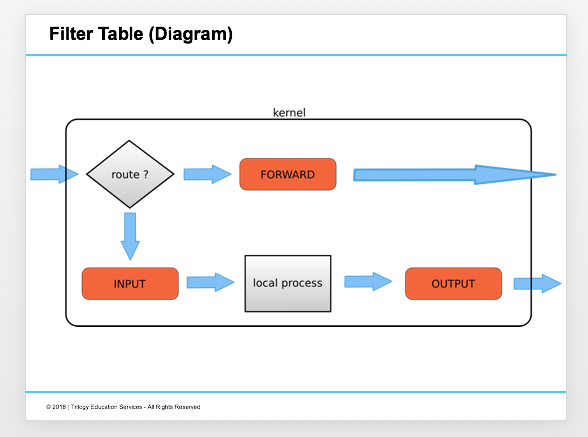 Filter Table (Diagram)
kernel
route ?
FORWARD
INPUT
local process
OUTPUT
© 2018 | Trilogy Education Services - All Rights Reserved